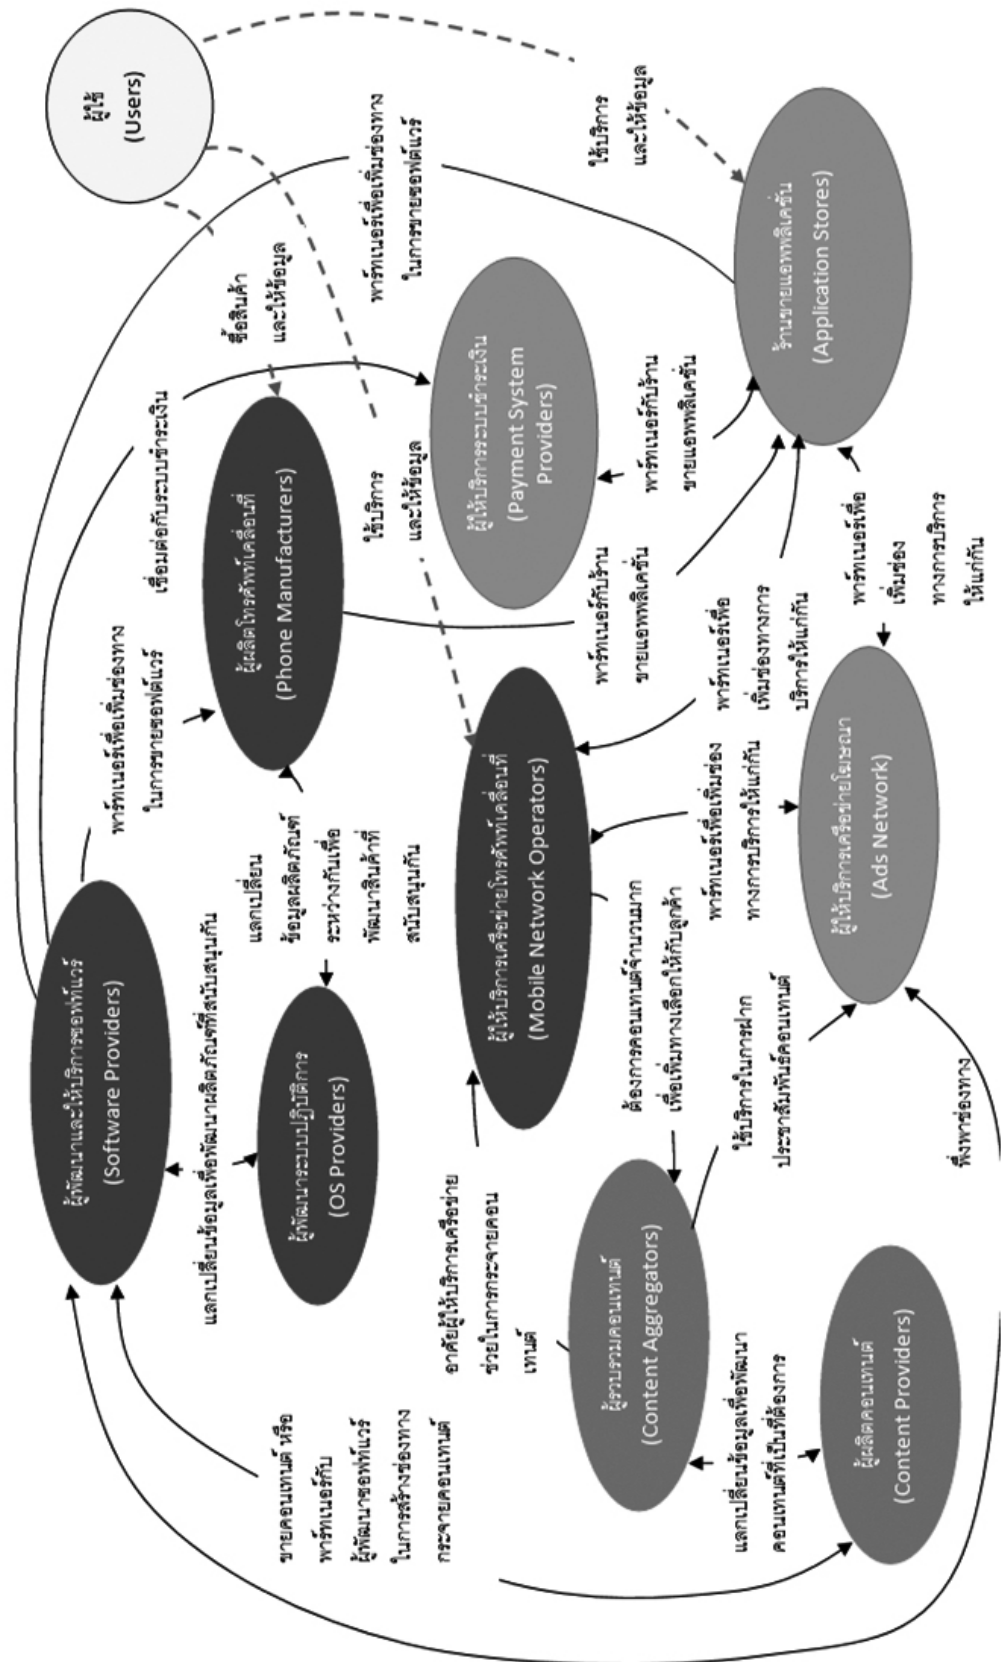 ผู้ใช้
(Users)
ผู้พัฒนาและให้บริการซอฟท์แวร์
(Software Providers)
พาร์ทเนอร์เพื่อเพิ่มช่องทาง
ในการขายซอฟต์แวร์
เชื่อมต่อกับระบบชำระเงิน
ซื้อสินค้า
และให้ข้อมูล
พาร์ทเนอร์เพื่อเพิ่มช่องทาง
ในการขายซอฟต์แวร์
ใช้บริการ
และให้ข้อมูล
แลกเปลี่ยนข้อมูลเพื่อพัฒนาผลิตภัณฑ์ที่สนับสนุนกัน
แลกเปลี่ยน
ข้อมูลผลิตภัณฑ์
ระหว่างกันเพื่อ
พัฒนาสินค้าที่
สนับสนุนกัน
ผู้ผลิตโทรศัพท์เคลื่อนที่
(Phone Manufacturers)
ใช้บริการ
และให้ข้อมูล
ผู้ให้บริการระบบชำระเงิน
(Payment System
Providers)
ผู้พัฒนาระบบปฏิบัติการ
(OS Providers)
ขายคอนเทนต์ หรือ
พาร์ทเนอร์กับ
ผู้พัฒนาซอฟท์แวร์
ในการสร้างช่องทาง
กระจายคอนเทนต์
อาศัยผู้ให้บริการเครือข่าย
ช่วยในการกระจายคอน
เทนต์
ผู้ให้บริการเครือข่ายโทรศัพท์เคลื่อนที่
(Mobile Network Operators)
พาร์ทเนอร์กับร้าน
ขายแอพพลิเคชั่น
พาร์ทเนอร์กับร้าน
ขายแอพพลิเคชั่น
ร้านขายแอพพลิเคชั่น
(Application Stores)
ผู้รวบรวมคอนเทนต์
(Content Aggregators)
ต้องการคอนเทนต์จำนวนมาก
เพื่อเพิ่มทางเลือกให้กับลูกค้า
พาร์ทเนอร์เพื่อเพิ่มช่อง
ทางการบริการให้แก่กัน
พาร์ทเนอร์เพื่อ
เพิ่มช่องทางการ
บริการให้แก่กัน
พาร์ทเนอร์เพื่อ
เพิ่มช่อง
ทางการบริการ
ให้แก่กัน
แลกเปลี่ยนข้อมูลเพื่อพัฒนา
คอนเทนต์ที่เป็นที่ต้องการ
ใช้บริการในการฝาก
ประชาสัมพันธ์คอนเทนต์
ผู้ให้บริการเครือข่ายโฆษณา
(Ads Network)
ผู้ผลิตคอนเทนต์
(Content Providers)
พึ่งพาช่องทาง